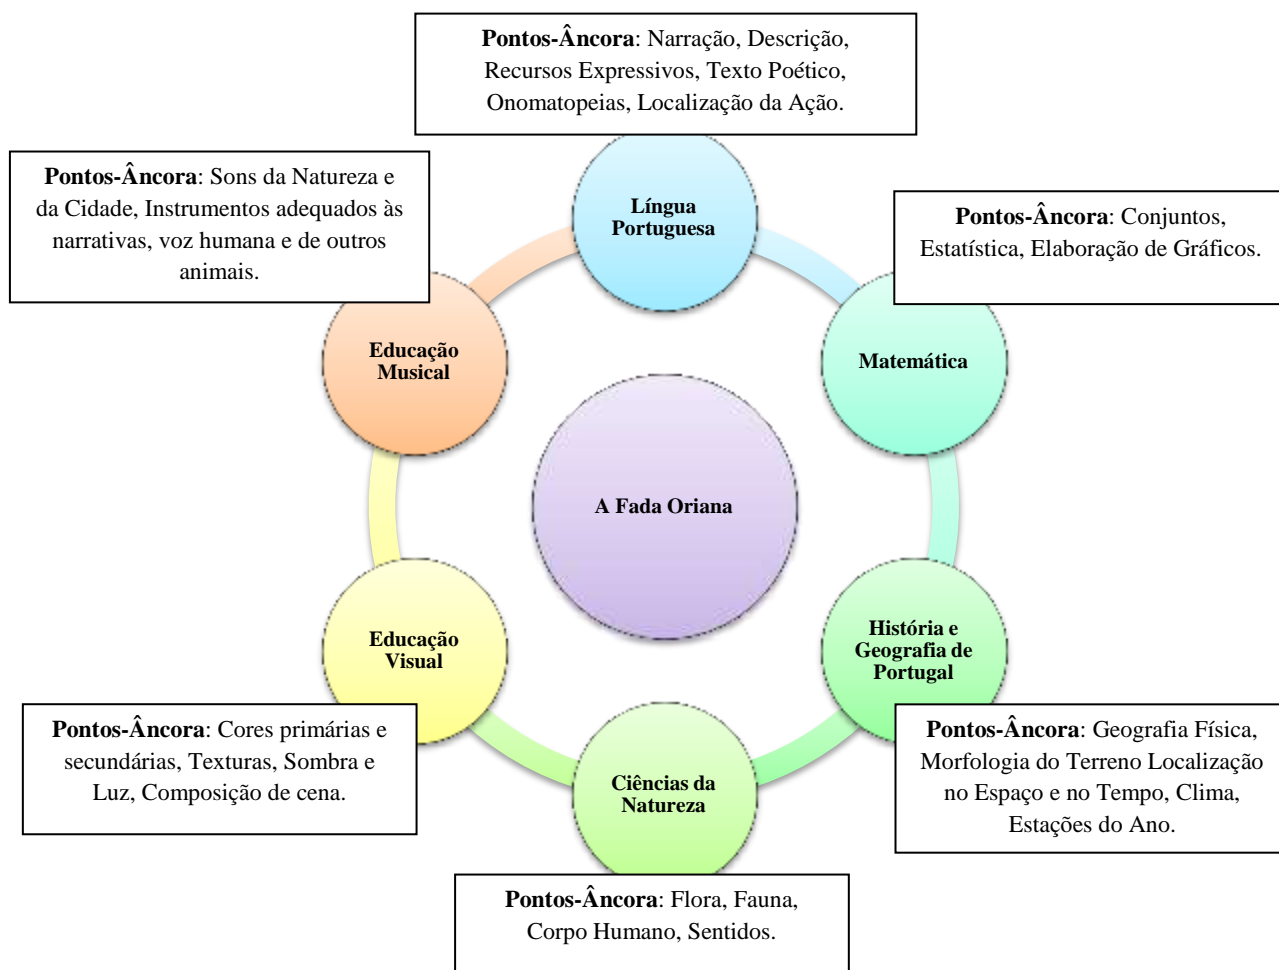 Pontos-Âncora: Narração, Descrição,
Recursos Expressivos, Texto Poético,
Onomatopeias, Localização da Ação.
Pontos-Âncora: Sons da Natureza e
da Cidade, Instrumentos adequados às
narrativas, voz humana e de outros
animais.
Língua
Portuguesa
Pontos-Âncora: Conjuntos,
Estatística, Elaboração de Gráficos.
Educação
Musical
Matemática
A Fada Oriana
Educação
Visual
História e
Geografia de
Portugal
Pontos-Âncora: Cores primárias e
secundárias, Texturas, Sombra e
Luz, Composição de cena.
Ciências da
Natureza
Pontos-Âncora: Geografia Física,
Morfologia do Terreno Localização
no Espaço e no Tempo, Clima,
Estações do Ano.
Pontos-Âncora: Flora, Fauna,
Corpo Humano, Sentidos.